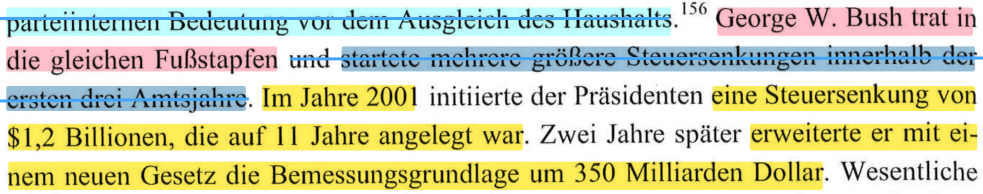 parteiinternen Bedeutung vor dem Ausgleich des Haushalts.156 George W. Bush trat in
die gleichen Fußstapfen und startete mehrere größere Steuersenkungen innerhalb der
ersten drei Amtsjahre. Im Jahre 2001 initiierte der Präsidenten eine Steuersenkung von
$1,2 Billionen, die auf 11 Jahre angelegt war. Zwei Jahre später erweiterte er mit ei-
nem neuen Gesetz die Bemessungsgrundlage um 350 Milliarden Dollar. Wesentliche